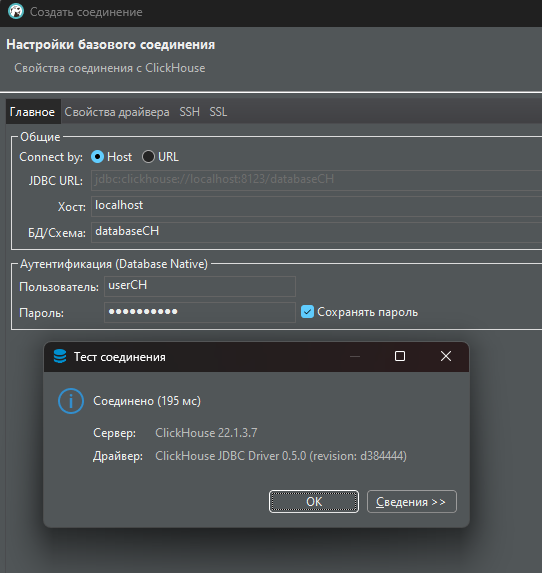 Создать соединение
Настройки базового соединения
Свойства соединения с ClickHouse
Главное Свойства драйвера SSH SSL
Общие
Connect by: Host URL
JDBC URL: jdbc:clickhouse://localhost:8123/databaseCH
Хост: localhost
БД/Схема: databaseCH
Аутентификация (Database Native)
Пользователь: userCH
Пароль: ●●●●●●●●●● Сохранять пароль
Тест соединения
Соединено (195 мс)
Сервер: ClickHouse 22.1.3.7
Драйвер: ClickHouse JDBC Driver 0.5.0 (revision: d384444)
OK Сведения >>